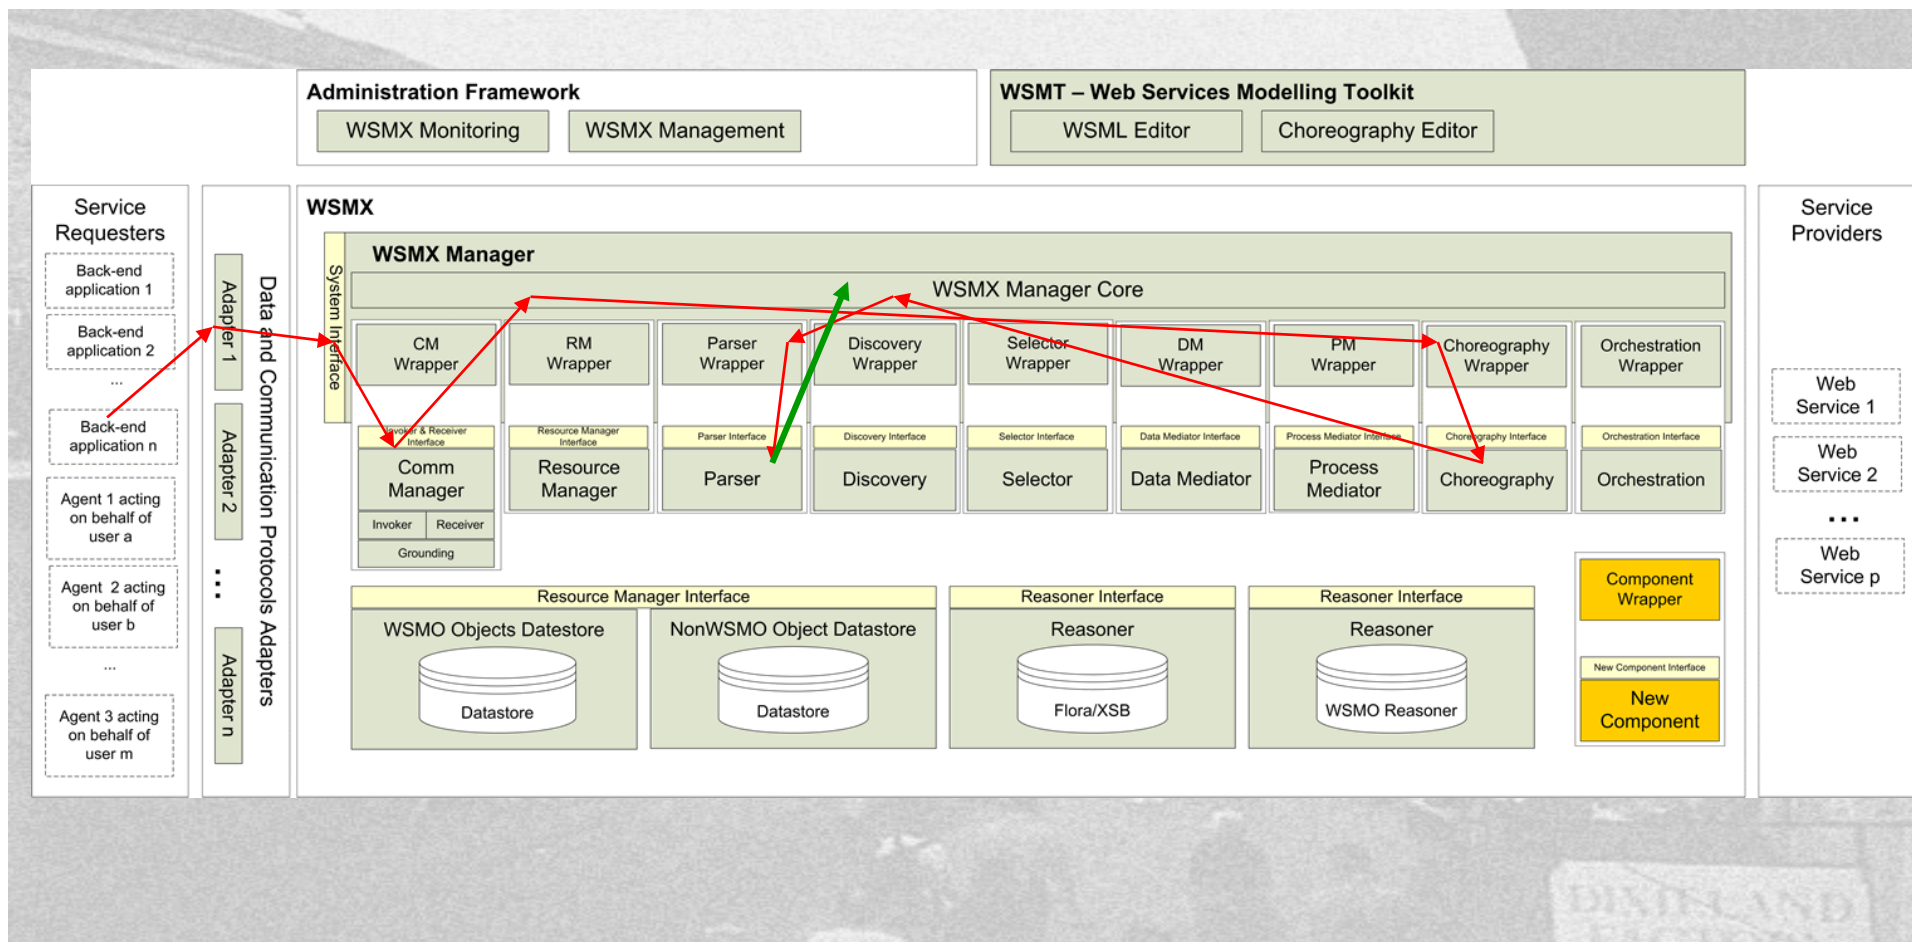 Administration Framework
WSMX Monitoring
WSMX Management
WSMT – Web Services Modelling Toolkit
WSML Editor
Choreography Editor
Service
Requesters
Back-end
application 1
Back-end
application 2
...
Back-end
application n
Agent 1 acting
on behalf of
user a
Agent 2 acting
on behalf of
user b
...
Agent 3 acting
on behalf of
user m
Adapter 1
Adapter 2
...
Adapter n
Data and Communication Protocols Adapters
WSMX
System Interface
WSMX Manager
WSMX Manager Core
CM
Wrapper
RM
Wrapper
Parser
Wrapper
Discovery
Wrapper
Selector
Wrapper
DM
Wrapper
PM
Wrapper
Choreography
Wrapper
Orchestration
Wrapper
Invoker & Receiver
Interface
Resource Manager
Interface
Parser Interface
Discovery Interface
Selector Interface
Data Mediator Interface
Process Mediator Interface
Choreography Interface
Orchestration Interface
Comm
Manager
Resource
Manager
Parser
Discovery
Selector
Data Mediator
Process
Mediator
Choreography
Orchestration
Invoker
Receiver
Grounding
Resource Manager Interface
WSMO Objects Datestore
Datastore
NonWSMO Object Datastore
Datastore
Reasoner Interface
Reasoner
Flora/XSB
Reasoner Interface
Reasoner
WSMO Reasoner
Component
Wrapper
New Component Interface
New
Component
Service
Providers
Web
Service 1
Web
Service 2
...
Web
Service p
DIXIELAND